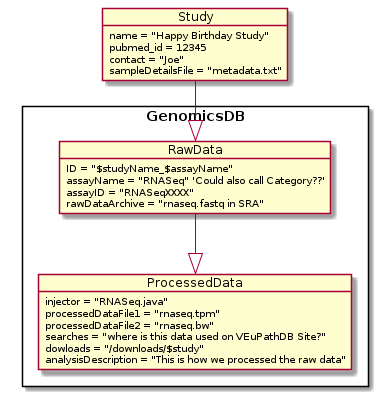 Study
name = "Happy Birthday Study"
pubmed_id = 12345
contact = "Joe"
sampleDetailsFile = "metadata.txt"
GenomicsDB
RawData
ID = "$studyName_$assayName"
assayName = "RNASeq" 'Could also call Category??'
assayID = "RNASeqXXXX"
rawDataArchive = "rnaseq.fastq in SRA"
ProcessedData
injector = "RNASeq.java"
processedDataFile1 = "rnaseq.tpm"
processedDataFile2 = "rnaseq.bw"
searches = "where is this data used on VEuPathDB Site?"
dowloads = "/downloads/$study"
analysisDescription = "This is how we processed the raw data"